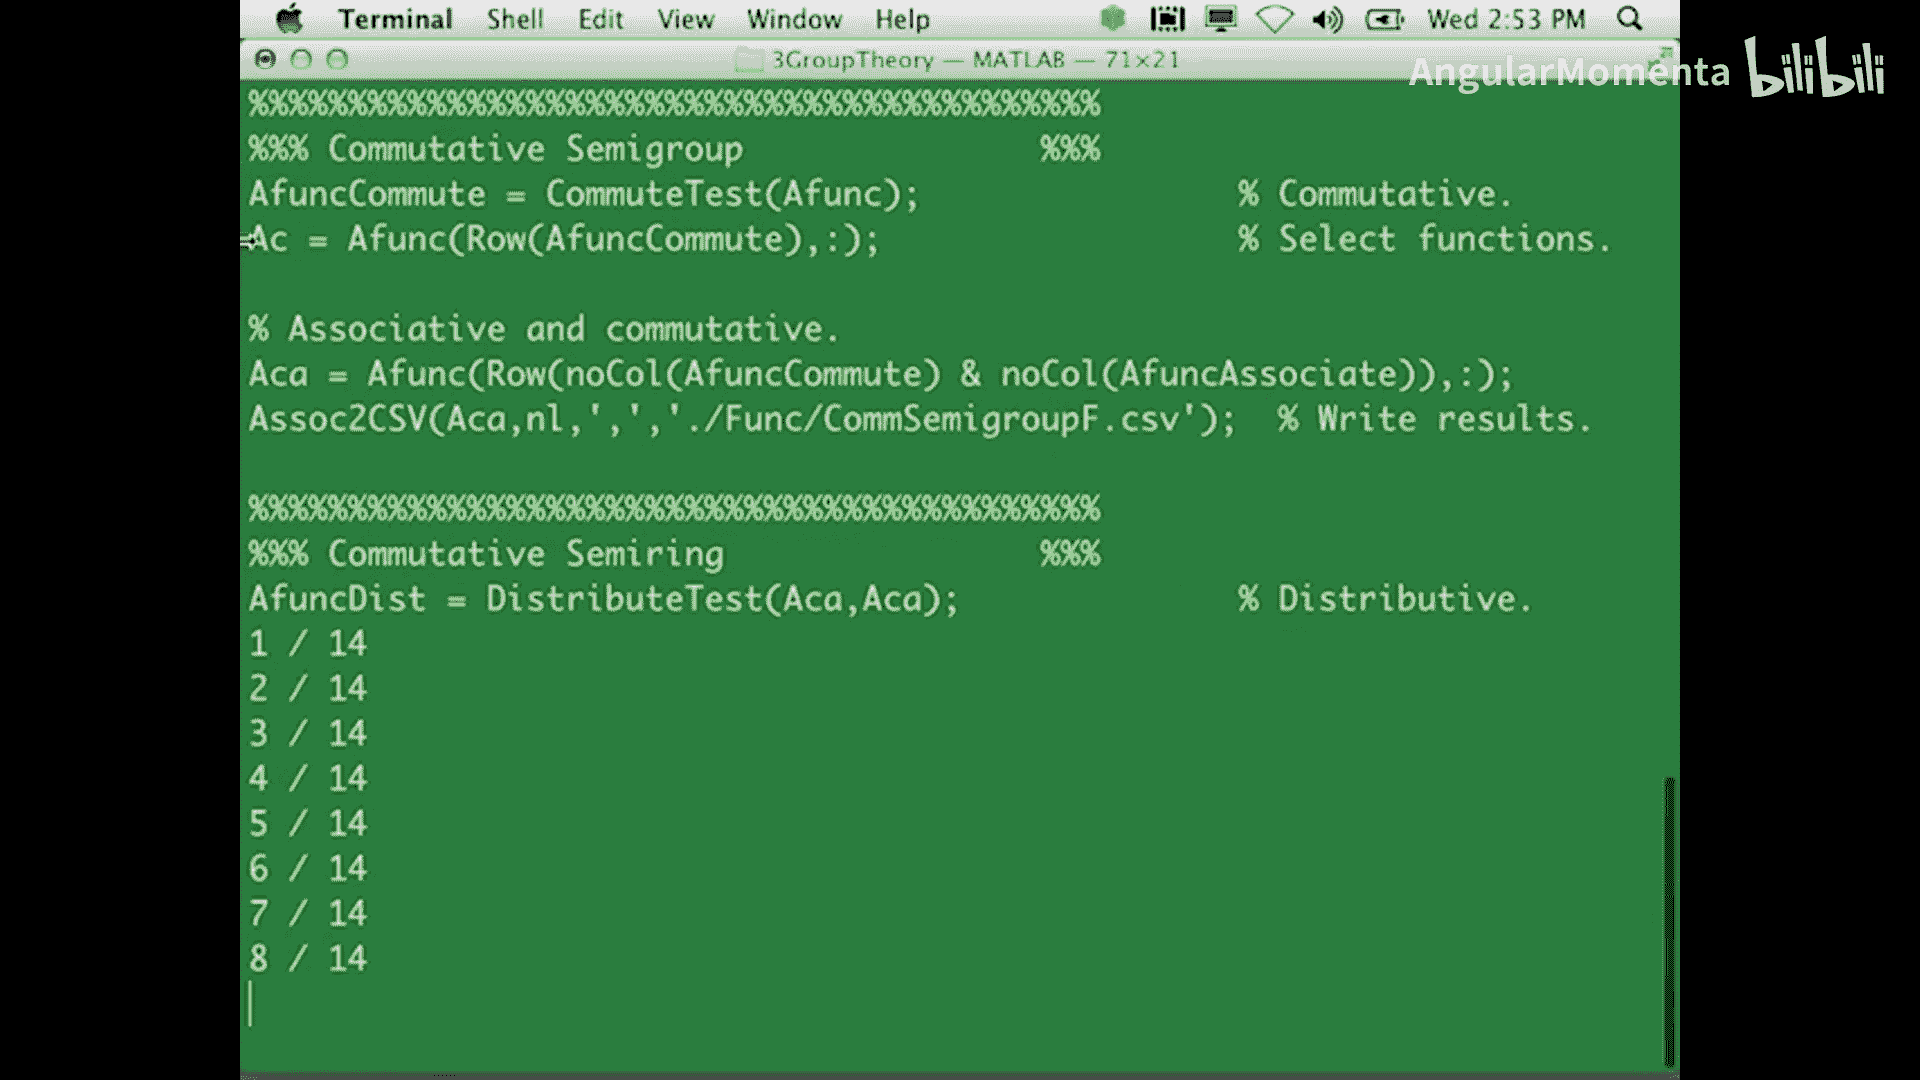 Terminal Shell Edit View Window Help Wed 2:53 PM
3GroupTheory — MATLAB — 71×21
AngularMomenta bilibili
%%%%%%%%%%%%%%%%%%%%%%%%%%%%%%%%%%%%%%%%%%%
%%% Commutative Semigroup %%%
AfuncCommute = CommuteTest(Afunc); % Commutative.
Ac = Afunc(Row(AfuncCommute),:); % Select functions.
% Associative and commutative.
Aca = Afunc(Row(noCol(AfuncCommute) & noCol(AfuncAssociate)),:);
Assoc2CSV(Aca,nl,',','./Func/CommSemigroupF.csv'); % Write results.
%%%%%%%%%%%%%%%%%%%%%%%%%%%%%%%%%%%%%%%%%%%
%%% Commutative Semiring %%%
AfuncDist = DistributeTest(Aca,Aca); % Distributive.
1 / 14
2 / 14
3 / 14
4 / 14
5 / 14
6 / 14
7 / 14
8 / 14